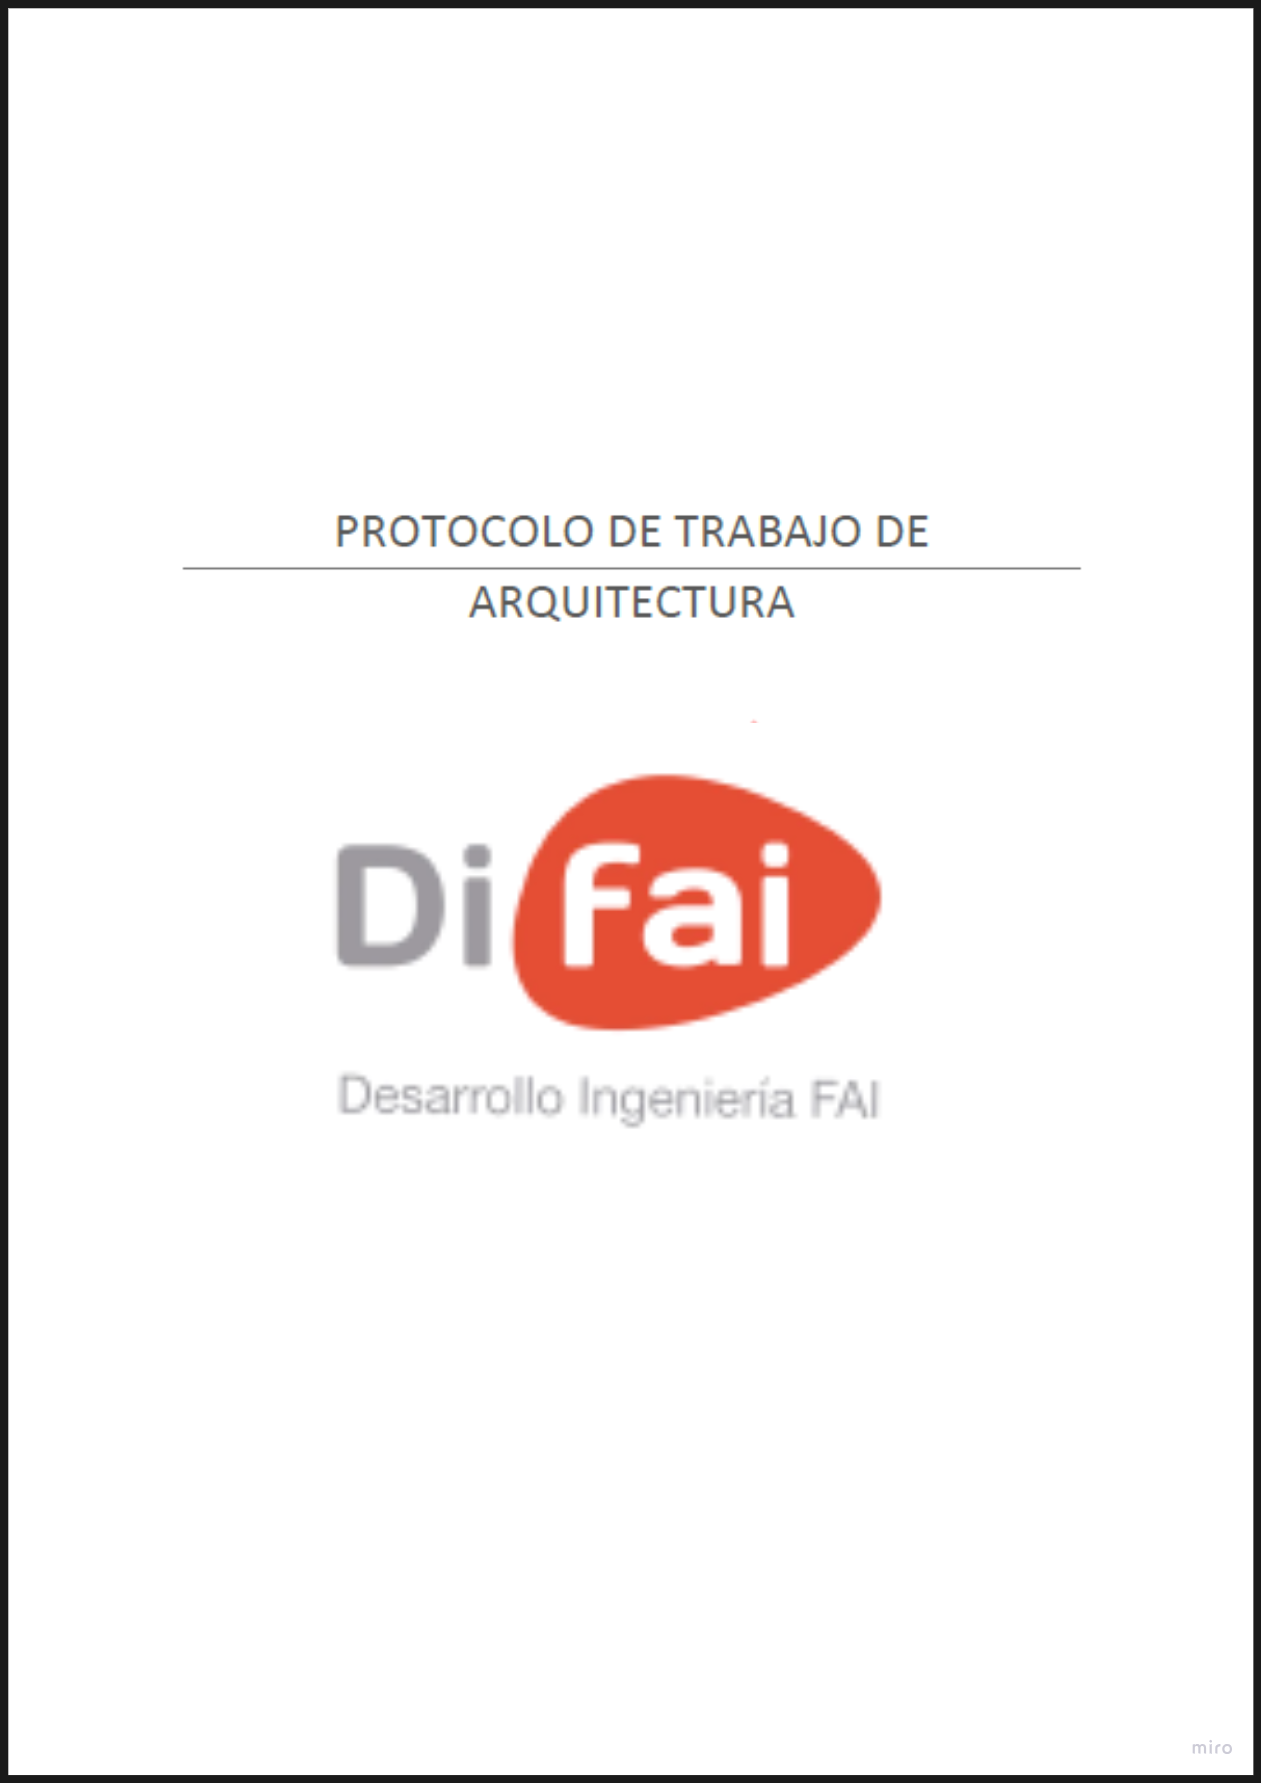 PROTOCOLO DE TRABAJO DE
ARQUITECTURA
Di fai
Desarrollo Ingeniería FAI
miro